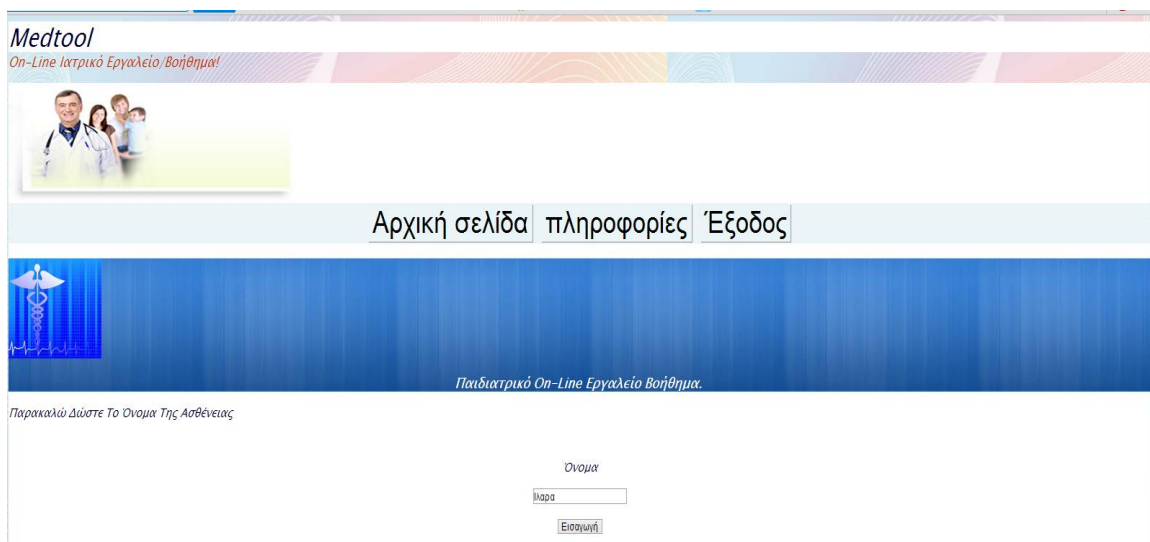 Medtool
On-Line Ιατρικό Εργαλείο/Βοήθημα!
Αρχική σελίδα πληροφορίες Έξοδος
Παιδιατρικό On-Line Εργαλείο Βοήθημα.
Παρακαλώ Δώστε Το Όνομα Της Ασθένειας
Όνομα
Ιλαρα
Εισαγωγή